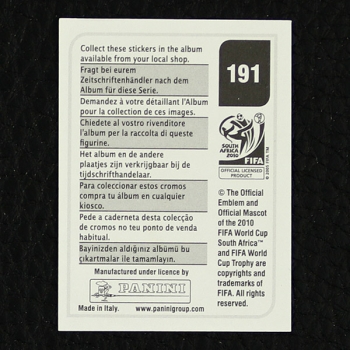 Collect these stickers in the album
available from your local shop.
Fragt bei eurem
Zeitschriftenhändler nach dem
Album für diese Serie.
Demandez à votre détaillant l'Album
pour la collection de ces images.
Chiedete al vostro rivenditore
l'album per la raccolta di queste
figurine.
Het album en de andere
plaatjes zijn verkrijgbaar bij de
tijdschrifthandelaar.
Para coleccionar estos cromos
compra tu álbum en cualquier
kiosco.
Pede a caderneta desta colecção
de cromos no teu ponto de venda
habitual.
Bayinizden aldığınız albümü bu
çıkartmalar ile tamamlayın.
Manufactured under licence by
PANINI
Made in Italy. www.paninigroup.com
191
SOUTH AFRICA
2010
FIFA
OFFICIAL LICENSED
PRODUCT
© The Official
Emblem and
Official Mascot
of the 2010
FIFA World Cup
South Africa™
and FIFA World
Cup Trophy are
copyrights and
trademarks of
FIFA. All rights
reserved.